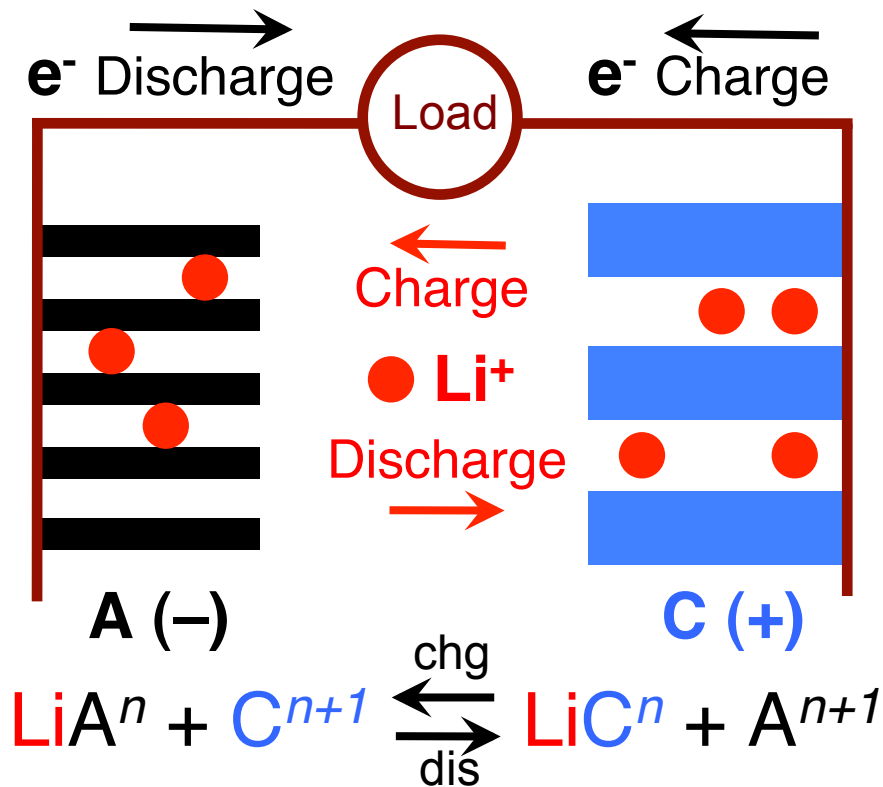 e⁻ Discharge
e⁻ Charge
Load
Charge
Li⁺
Discharge
A (–)
C (+)
chg
LiAⁿ + Cⁿ⁺¹ ⇄ LiCⁿ + Aⁿ⁺¹
dis